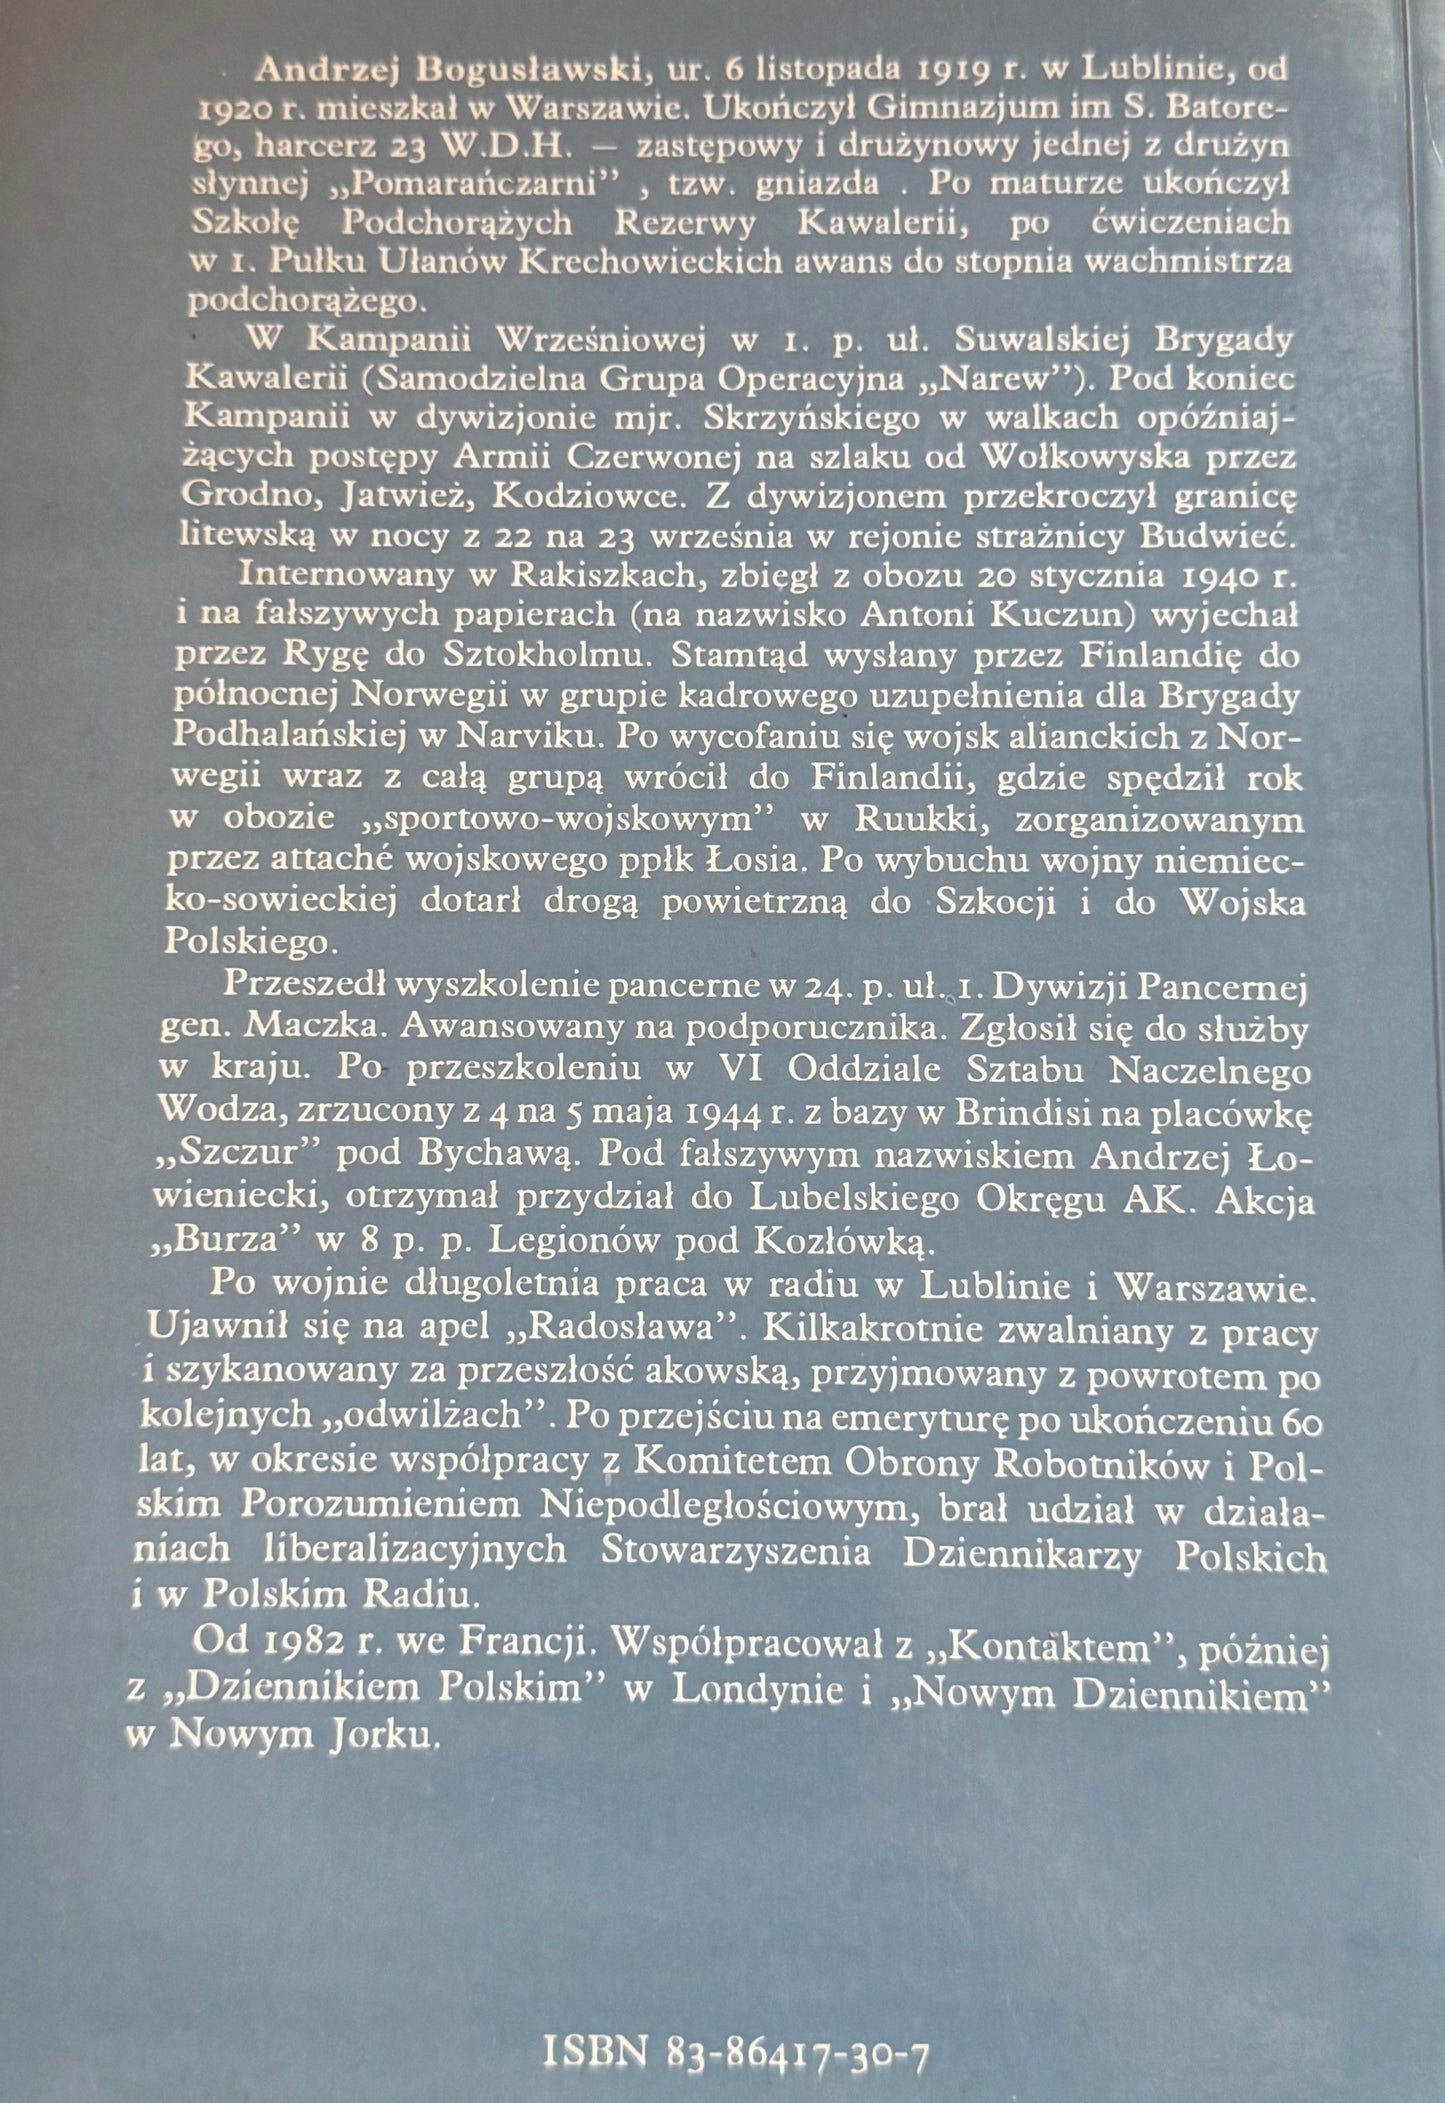 Andrzej Bogusławski, ur. 6 listopada 1919 r. w Lublinie, od
1920 r. mieszkał w Warszawie. Ukończył Gimnazjum im S. Batore-
go, harcerz 23 W.D.H. — zastępowy i drużynowy jednej z drużyn
słynnej „Pomarańczarni” , tzw. gniazda . Po maturze ukończył
Szkołę Podchorążych Rezerwy Kawalerii, po ćwiczeniach
w 1. Pułku Ułanów Krechowieckich awans do stopnia wachmistrza
podchorążego.
W Kampanii Wrześniowej w 1. p. uł. Suwalskiej Brygady
Kawalerii (Samodzielna Grupa Operacyjna „Narew”). Pod koniec
Kampanii w dywizjonie mjr. Skrzyńskiego w walkach opóźniaj-
żących postępy Armii Czerwonej na szlaku od Wołkowyska przez
Grodno, Jatwież, Kodziowce. Z dywizjonem przekroczył granicę
litewską w nocy z 22 na 23 września w rejonie strażnicy Budwieć.
Internowany w Rakiszkach, zbiegł z obozu 20 stycznia 1940 r.
i na fałszywych papierach (na nazwisko Antoni Kuczun) wyjechał
przez Rygę do Sztokholmu. Stamtąd wysłany przez Finlandię do
północnej Norwegii w grupie kadrowego uzupełnienia dla Brygady
Podhalańskiej w Narviku. Po wycofaniu się wojsk alianckich z Nor-
wegii wraz z całą grupą wrócił do Finlandii, gdzie spędził rok
w obozie „sportowo-wojskowym” w Ruukki, zorganizowanym
przez attaché wojskowego ppłk Łosia. Po wybuchu wojny niemiec-
ko-sowieckiej dotarł drogą powietrzną do Szkocji i do Wojska
Polskiego.
Przeszedł wyszkolenie pancerne w 24. p. uł. 1. Dywizji Pancernej
gen. Maczka. Awansowany na podporucznika. Zgłosił się do służby
w kraju. Po przeszkoleniu w VI Oddziale Sztabu Naczelnego
Wodza, zrzucony z 4 na 5 maja 1944 r. z bazy w Brindisi na placówkę
„Szczur” pod Bychawą. Pod fałszywym nazwiskiem Andrzej Ło-
wieniecki, otrzymał przydział do Lubelskiego Okręgu AK. Akcja
„Burza” w 8 p. p. Legionów pod Kozłówką.
Po wojnie długoletnia praca w radiu w Lublinie i Warszawie.
Ujawnił się na apel „Radosława”. Kilkakrotnie zwalniany z pracy
i szykanowany za przeszłość akowską, przyjmowany z powrotem po
kolejnych „odwilżach”. Po przejściu na emeryturę po ukończeniu 60
lat, w okresie współpracy z Komitetem Obrony Robotników i Pol-
skim Porozumieniem Niepodległościowym, brał udział w działa-
niach liberalizacyjnych Stowarzyszenia Dziennikarzy Polskich
i w Polskim Radiu.
Od 1982 r. we Francji. Współpracował z „Kontaktem”, później
z „Dziennikiem Polskim” w Londynie i „Nowym Dziennikiem”
w Nowym Jorku.
ISBN 83-86417-30-7